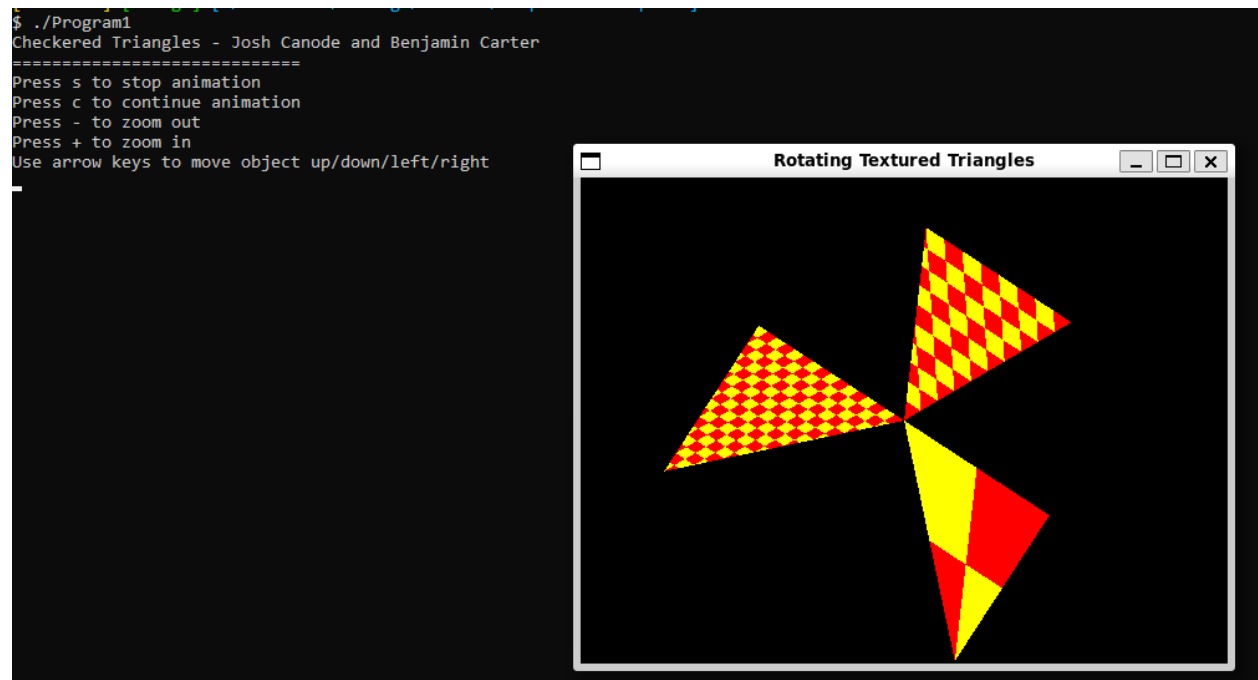 $ ./Program1
Checkered Triangles - Josh Canode and Benjamin Carter
=============================
Press s to stop animation
Press c to continue animation
Press - to zoom out
Press + to zoom in
Use arrow keys to move object up/down/left/right
Rotating Textured Triangles